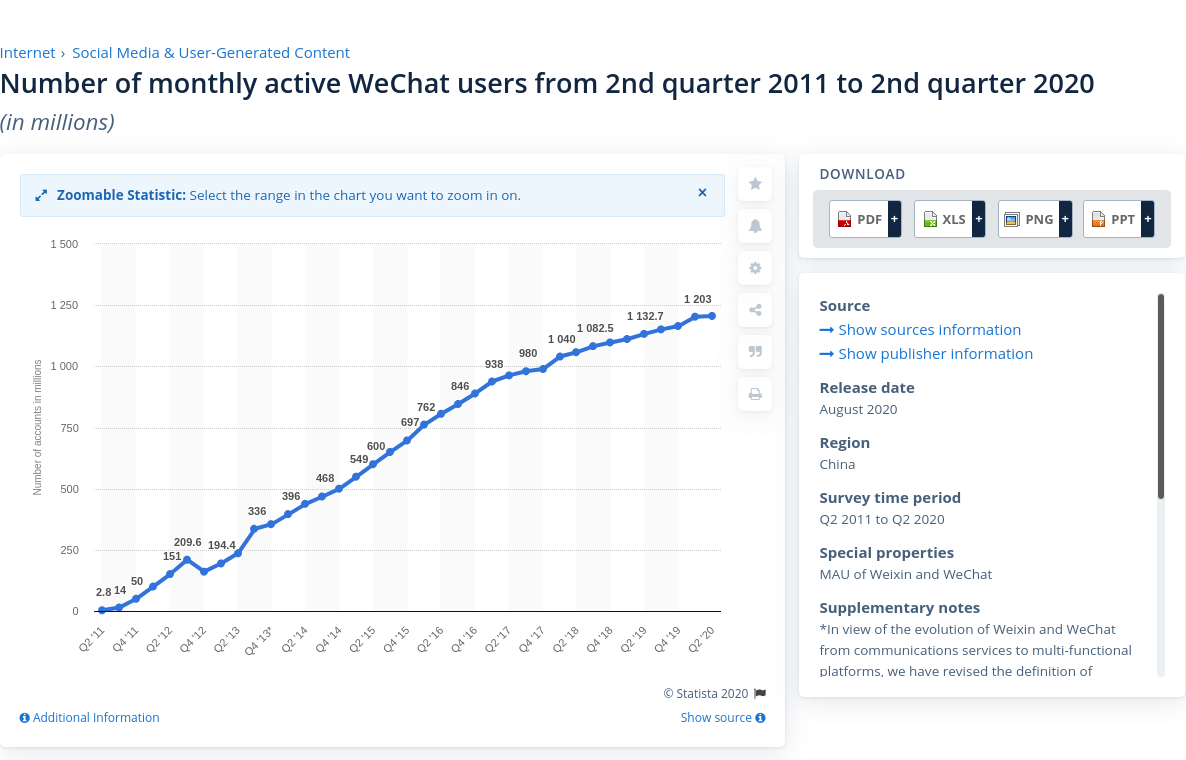 Internet › Social Media & User-Generated Content
Number of monthly active WeChat users from 2nd quarter 2011 to 2nd quarter 2020
(in millions)
Zoomable Statistic: Select the range in the chart you want to zoom in on. ×
Number of accounts in millions
1 500
1 250
1 000
750
500
250
0
2.8 14 50 151 209.6 194.4 336 396 468 549 600 697 762 846 938 980 1 040 1 082.5 1 132.7 1 203
Q2 '11 Q4 '11 Q2 '12 Q4 '12 Q2 '13 Q4 '13* Q2 '14 Q4 '14 Q2 '15 Q4 '15 Q2 '16 Q4 '16 Q2 '17 Q4 '17 Q2 '18 Q4 '18 Q2 '19 Q4 '19 Q2 '20
© Statista 2020
Additional Information
Show source
DOWNLOAD
PDF + XLS + PNG + PPT +
Source
Show sources information
Show publisher information
Release date
August 2020
Region
China
Survey time period
Q2 2011 to Q2 2020
Special properties
MAU of Weixin and WeChat
Supplementary notes
*In view of the evolution of Weixin and WeChat
from communications services to multi-functional
platforms, we have revised the definition of